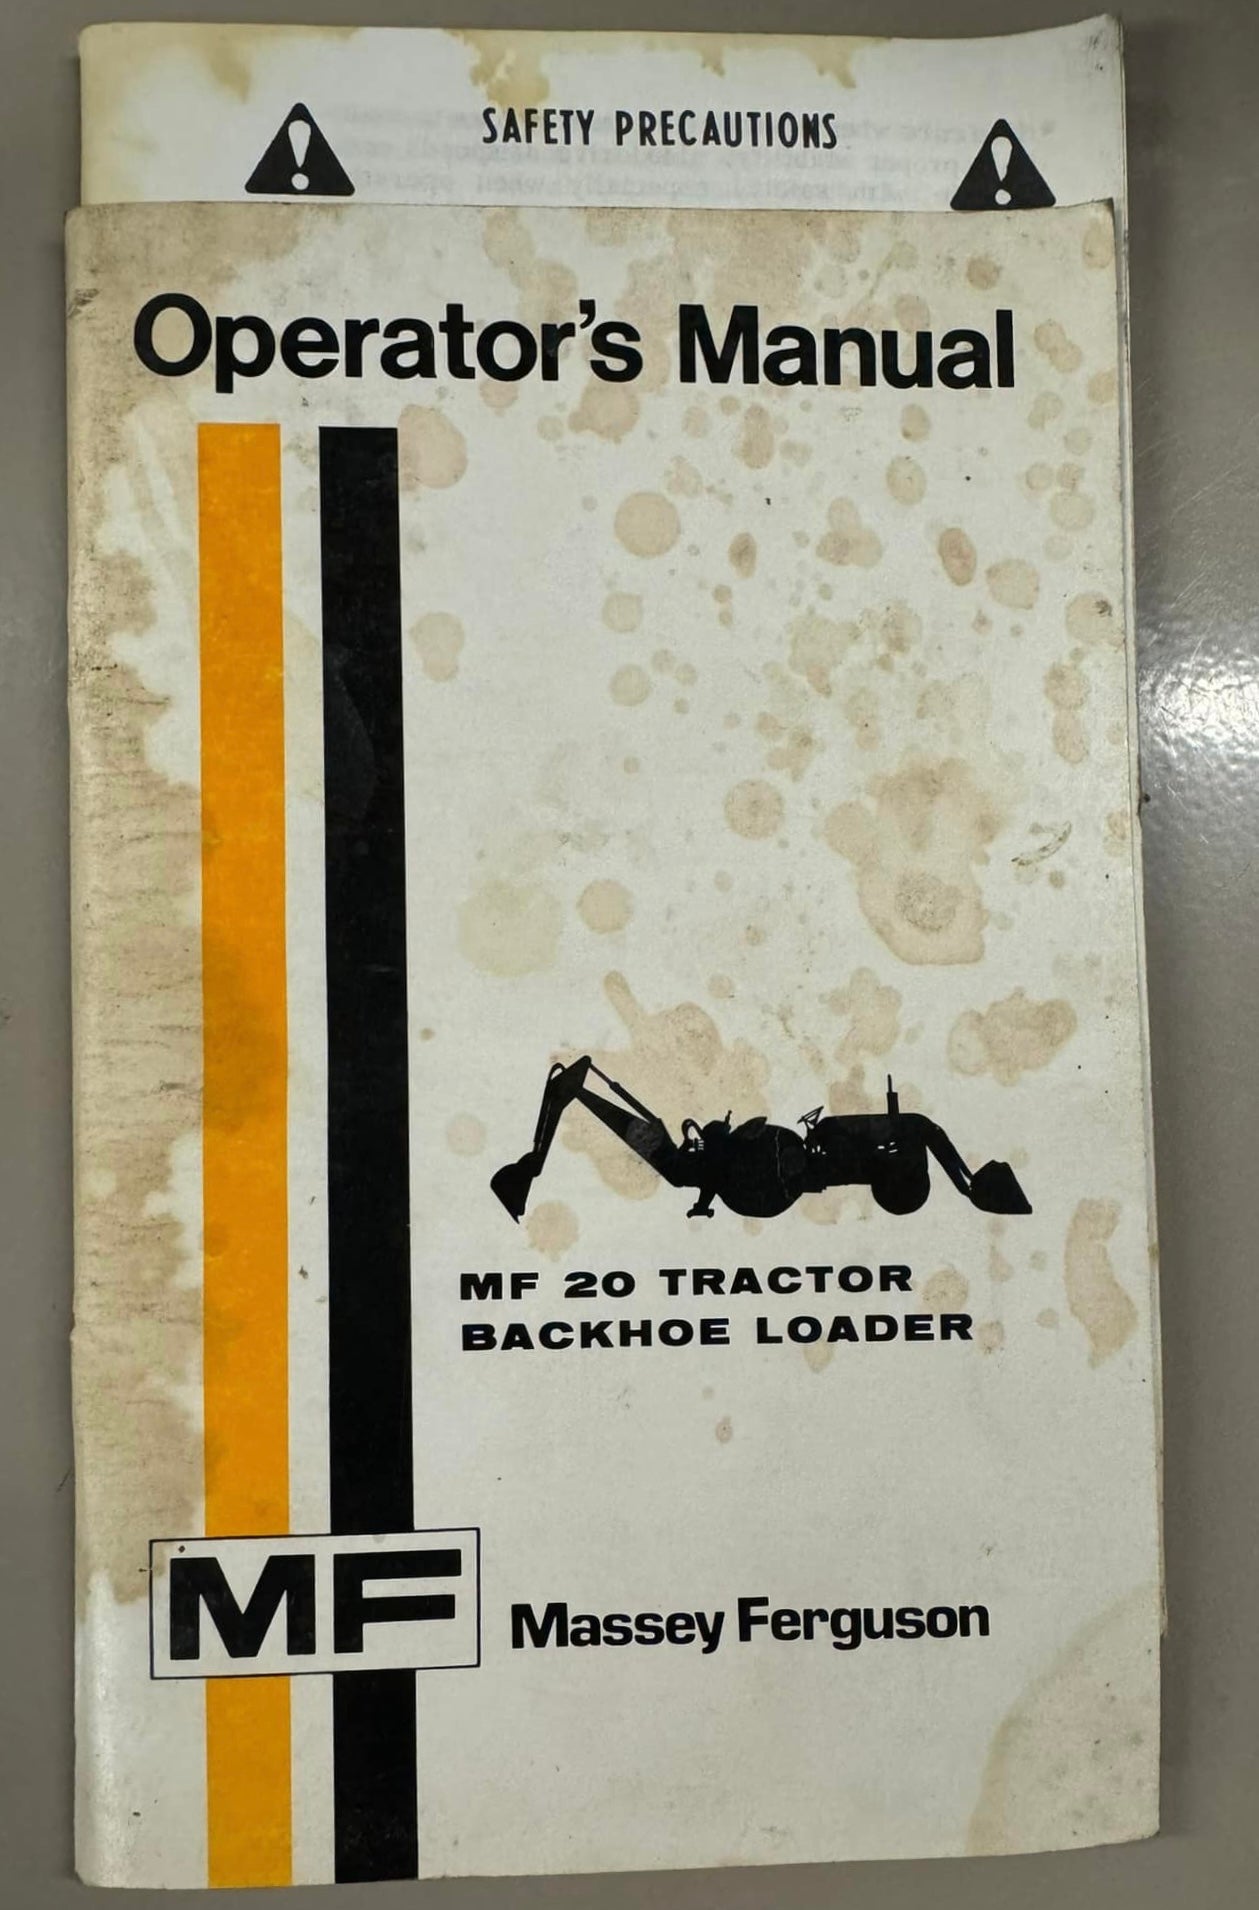 SAFETY PRECAUTIONS
Operator's Manual
MF 20 TRACTOR
BACKHOE LOADER
MF
Massey Ferguson